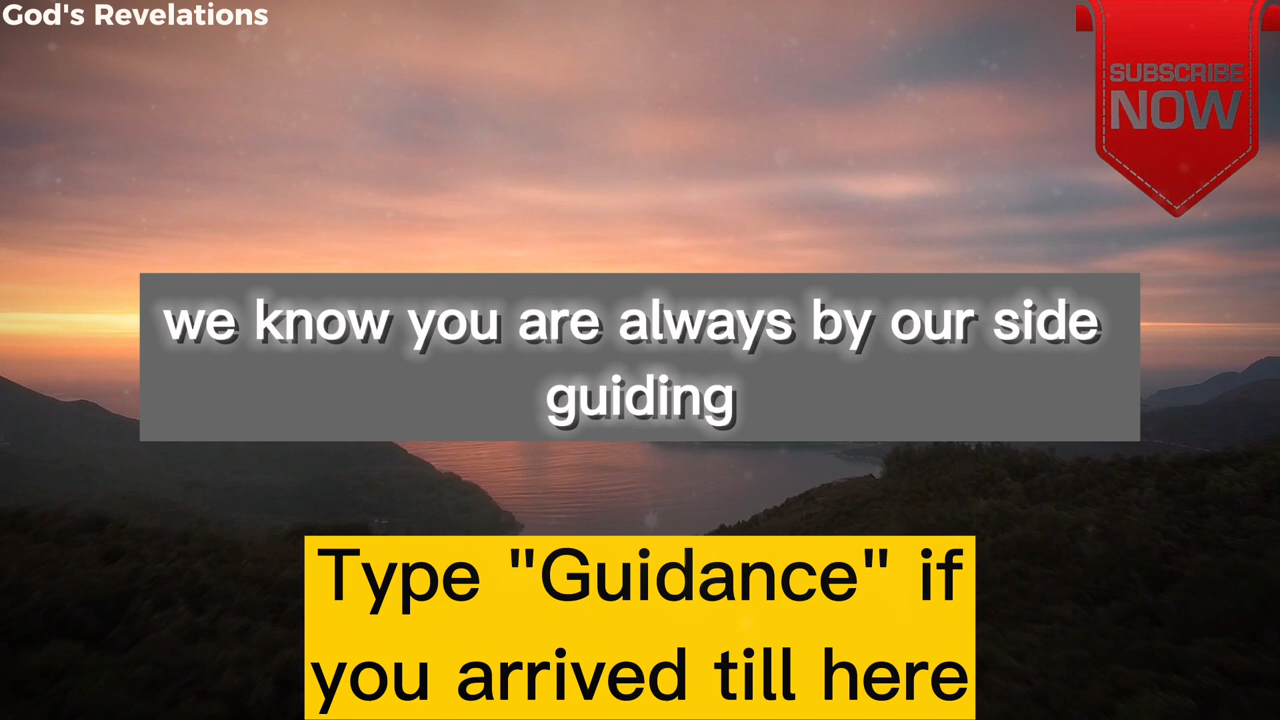 God's Revelations
SUBSCRIBE
NOW
we know you are always by our side
guiding
Type "Guidance" if
you arrived till here